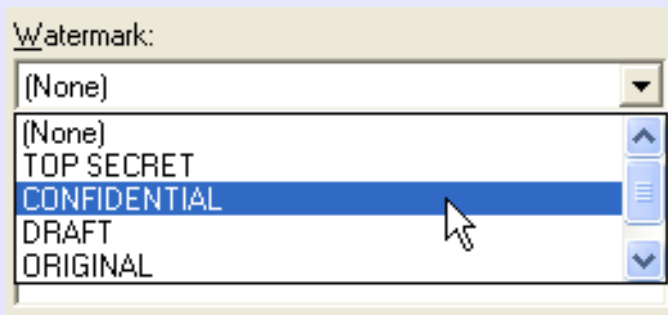 Watermark:
(None)
(None)
TOP SECRET
CONFIDENTIAL
DRAFT
ORIGINAL